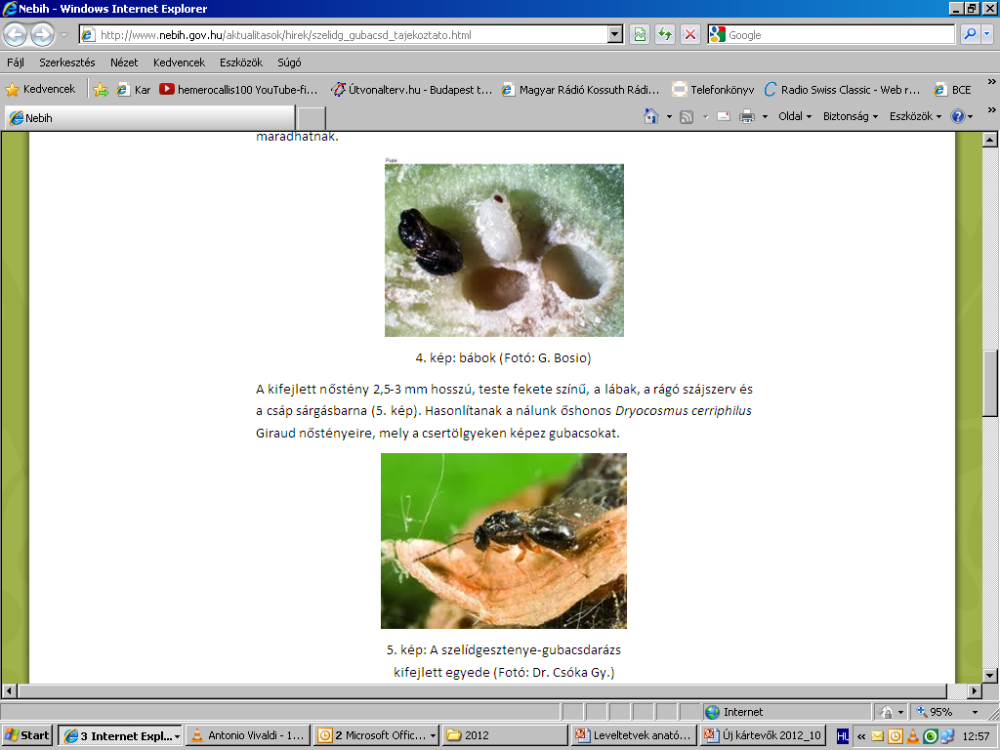 Nebih - Windows Internet Explorer
http://www.nebih.gov.hu/aktualitasok/hirek/szelidg_gubacsd_tajekoztato.html
Google
Fájl Szerkesztés Nézet Kedvencek Eszközök Súgó
Kedvencek Kar hemerocallis100 YouTube-fi... Útvonalterv.hu - Budapest t... Magyar Rádió Kossuth Rádi... Telefonkönyv Radio Swiss Classic - Web r... BCE »
Nebih
Oldal Biztonság Eszközök »
maradhatnak.
4. kép: bábok (Fotó: G. Bosio)
A kifejlett nőstény 2,5-3 mm hosszú, teste fekete színű, a lábak, a rágó szájszerv és
a csáp sárgásbarna (5. kép). Hasonlítanak a nálunk őshonos Dryocosmus cerriphilus
Giraud nőstényeire, mely a csertölgyeken képez gubacsokat.
5. kép: A szelídgesztenye-gubacsdarázs
kifejlett egyede (Fotó: Dr. Csóka Gy.)
Internet 95%
Start 3 Internet Expl... Antonio Vivaldi - 1... 2 Microsoft Offic... 2012 Leveltetvek anató... Új kártevők 2012_10 HU « 12:57